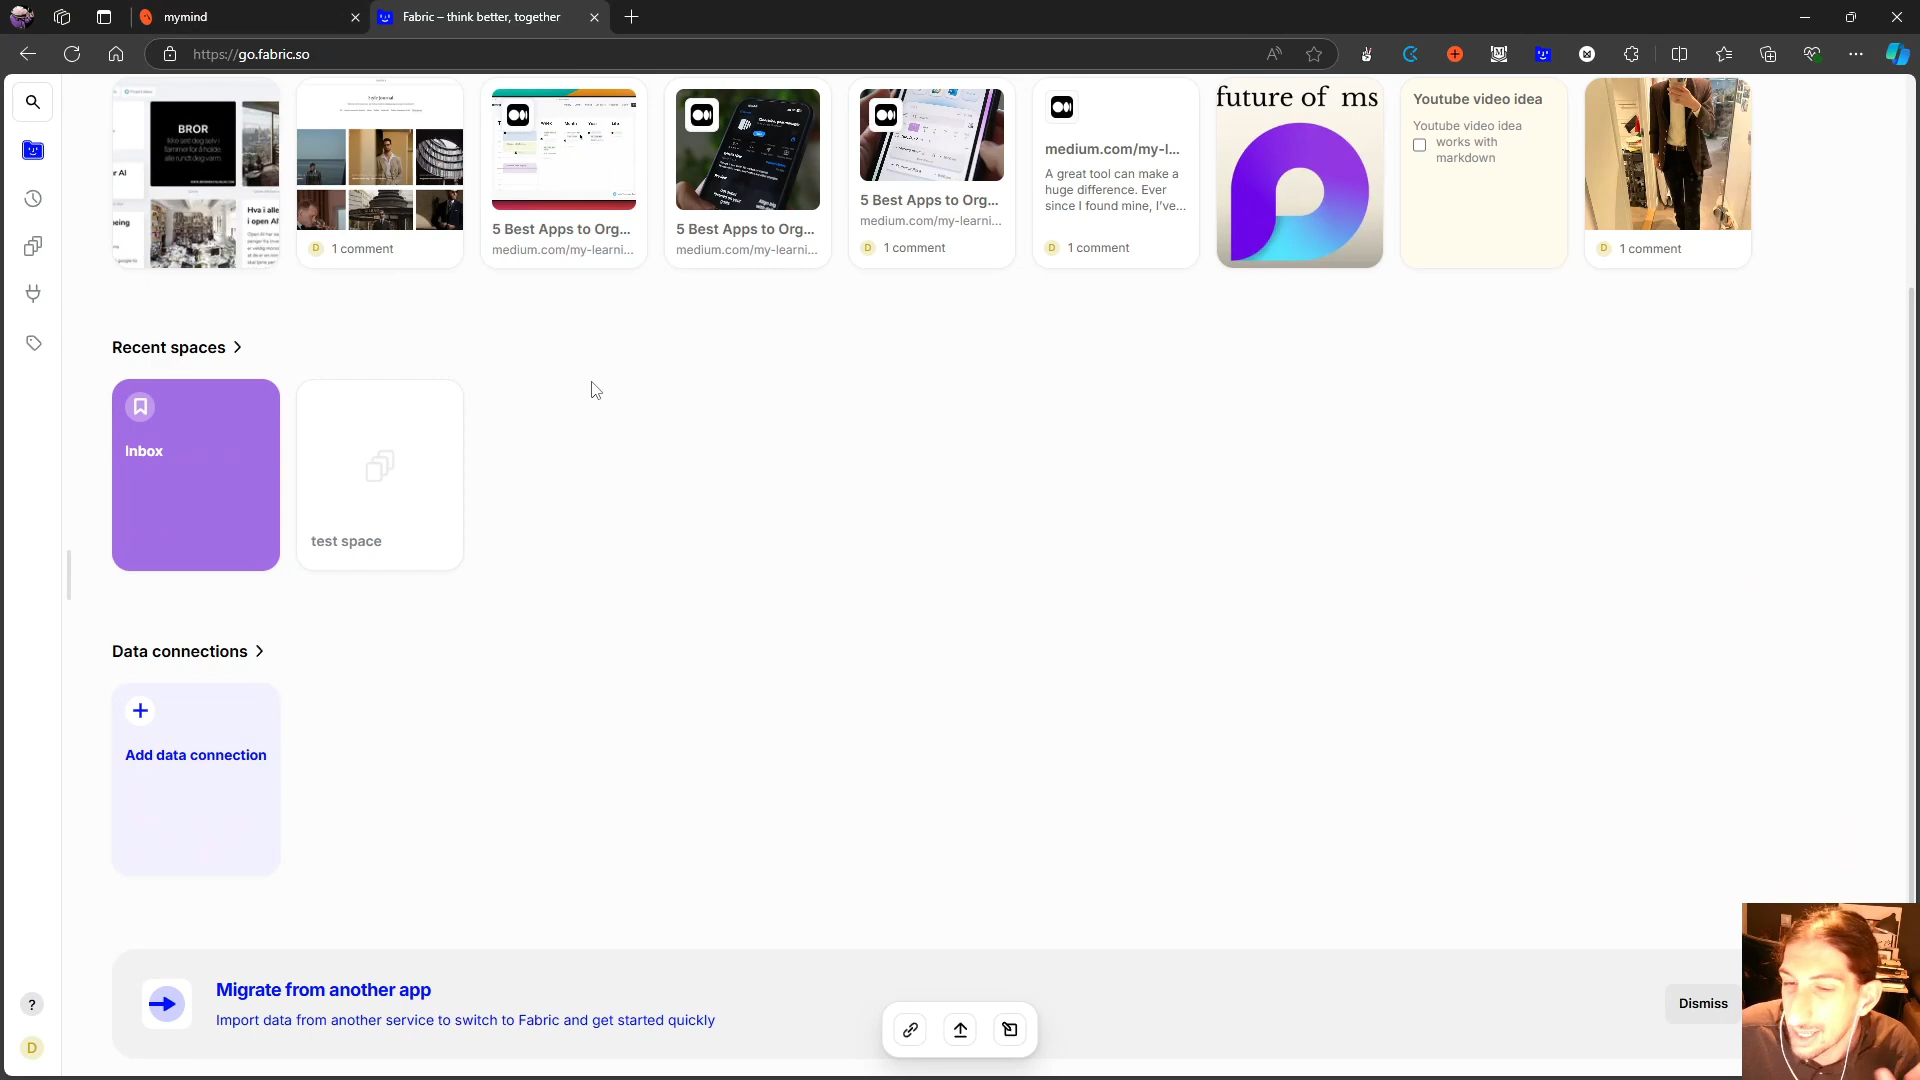 mymind
Fabric – think better, together
https://go.fabric.so
BROR
Style Journal
1 comment
5 Best Apps to Org...
medium.com/my-learni...
5 Best Apps to Org...
medium.com/my-learni...
5 Best Apps to Org...
medium.com/my-learni...
D 1 comment
medium.com/my-l...
A great tool can make a
huge difference. Ever
since I found mine, I've...
D 1 comment
future of ms
Youtube video idea
Youtube video idea
works with
markdown
D 1 comment
Recent spaces
Inbox
test space
Data connections
Add data connection
Migrate from another app
Import data from another service to switch to Fabric and get started quickly
Dismiss
?
D